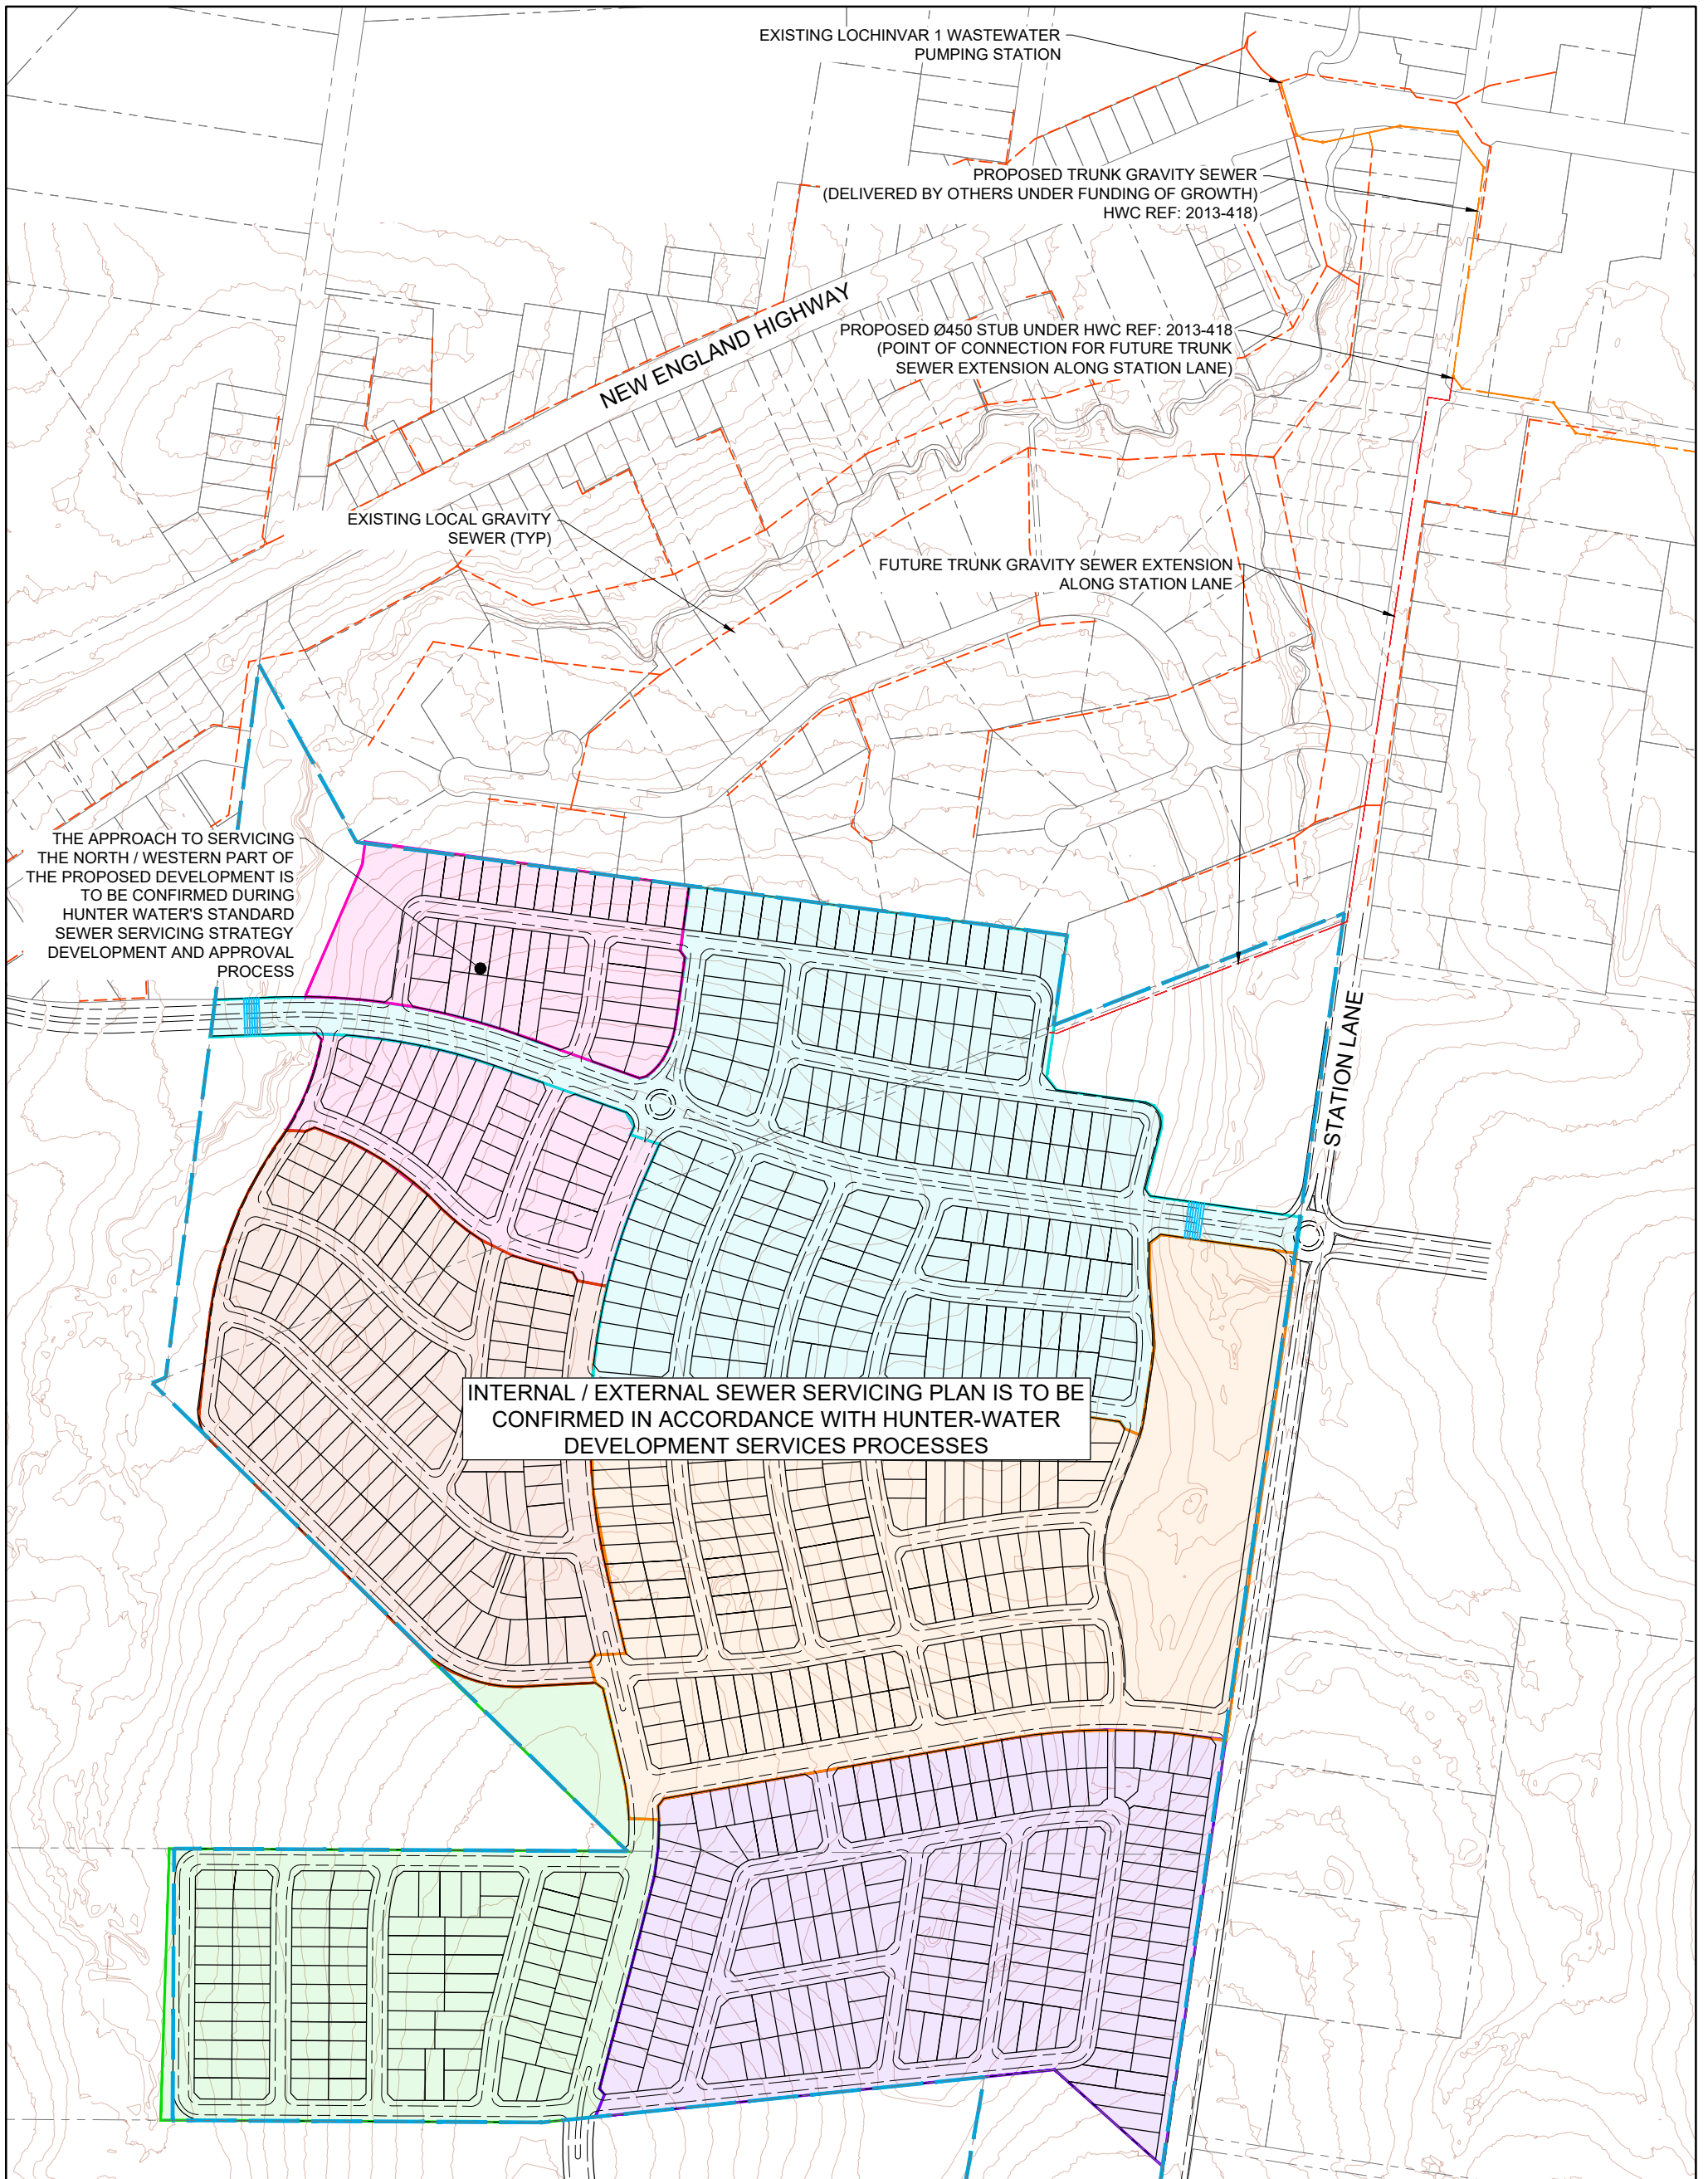 EXISTING LOCHINVAR 1 WASTEWATER
PUMPING STATION
PROPOSED TRUNK GRAVITY SEWER
(DELIVERED BY OTHERS UNDER FUNDING OF GROWTH)
HWC REF: 2013-418)
NEW ENGLAND HIGHWAY
PROPOSED Ø450 STUB UNDER HWC REF: 2013-418
(POINT OF CONNECTION FOR FUTURE TRUNK
SEWER EXTENSION ALONG STATION LANE)
EXISTING LOCAL GRAVITY
SEWER (TYP)
FUTURE TRUNK GRAVITY SEWER EXTENSION
ALONG STATION LANE
THE APPROACH TO SERVICING
THE NORTH / WESTERN PART OF
THE PROPOSED DEVELOPMENT IS
TO BE CONFIRMED DURING
HUNTER WATER'S STANDARD
SEWER SERVICING STRATEGY
DEVELOPMENT AND APPROVAL
PROCESS
STATION LANE
INTERNAL / EXTERNAL SEWER SERVICING PLAN IS TO BE
CONFIRMED IN ACCORDANCE WITH HUNTER-WATER
DEVELOPMENT SERVICES PROCESSES